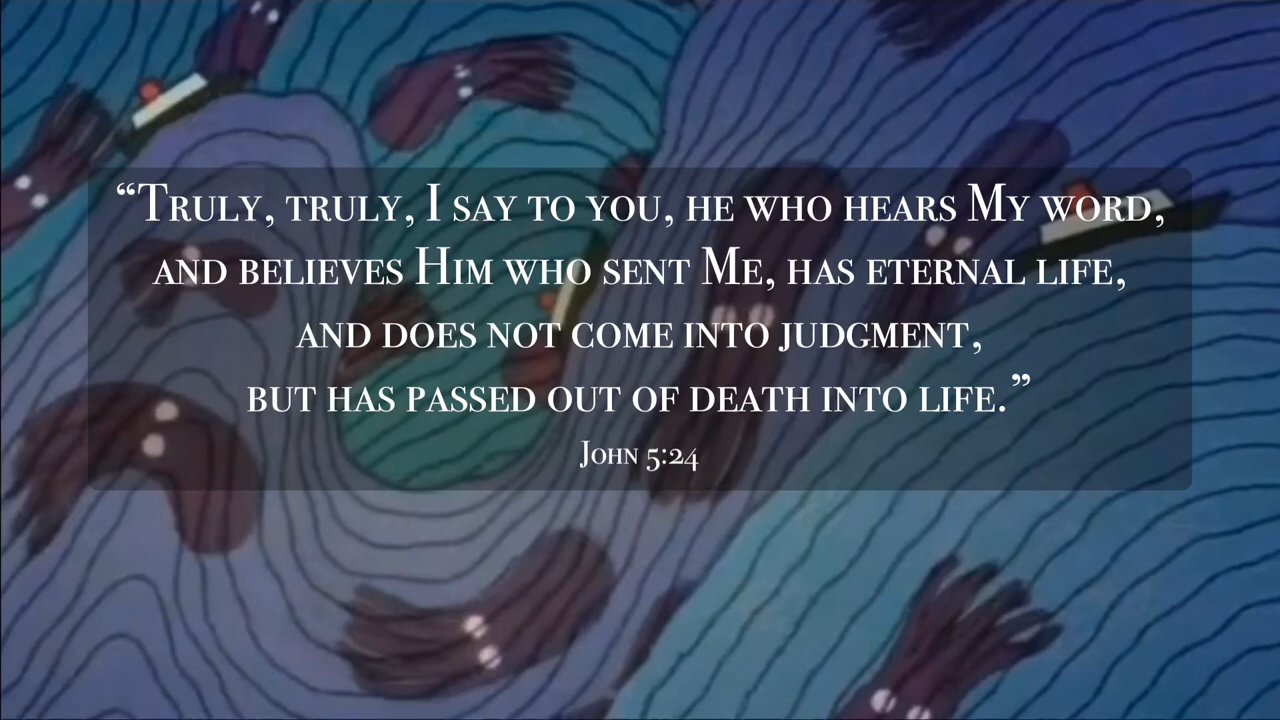 “Truly, truly, I say to you, he who hears My word,
and believes Him who sent Me, has eternal life,
and does not come into judgment,
but has passed out of death into life.”
John 5:24